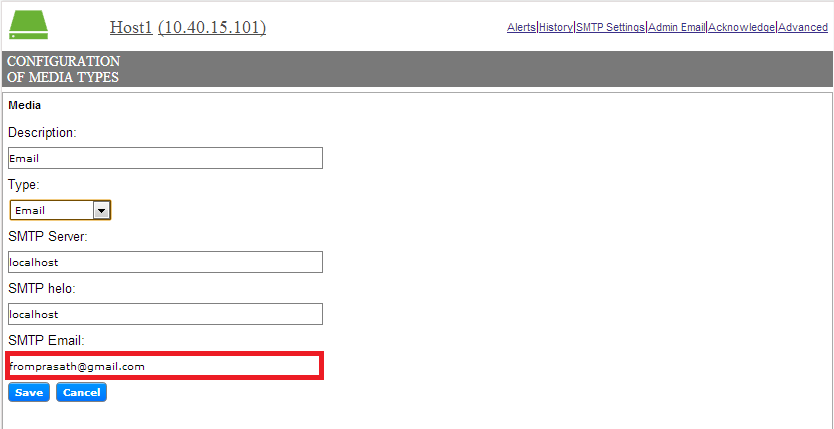 Host1 (10.40.15.101)
Alerts|History|SMTP Settings|Admin Email|Acknowledge|Advanced
CONFIGURATION
OF MEDIA TYPES
Media
Description:
Email
Type:
Email
SMTP Server:
localhost
SMTP helo:
localhost
SMTP Email:
fromprasath@gmail.com
Save Cancel